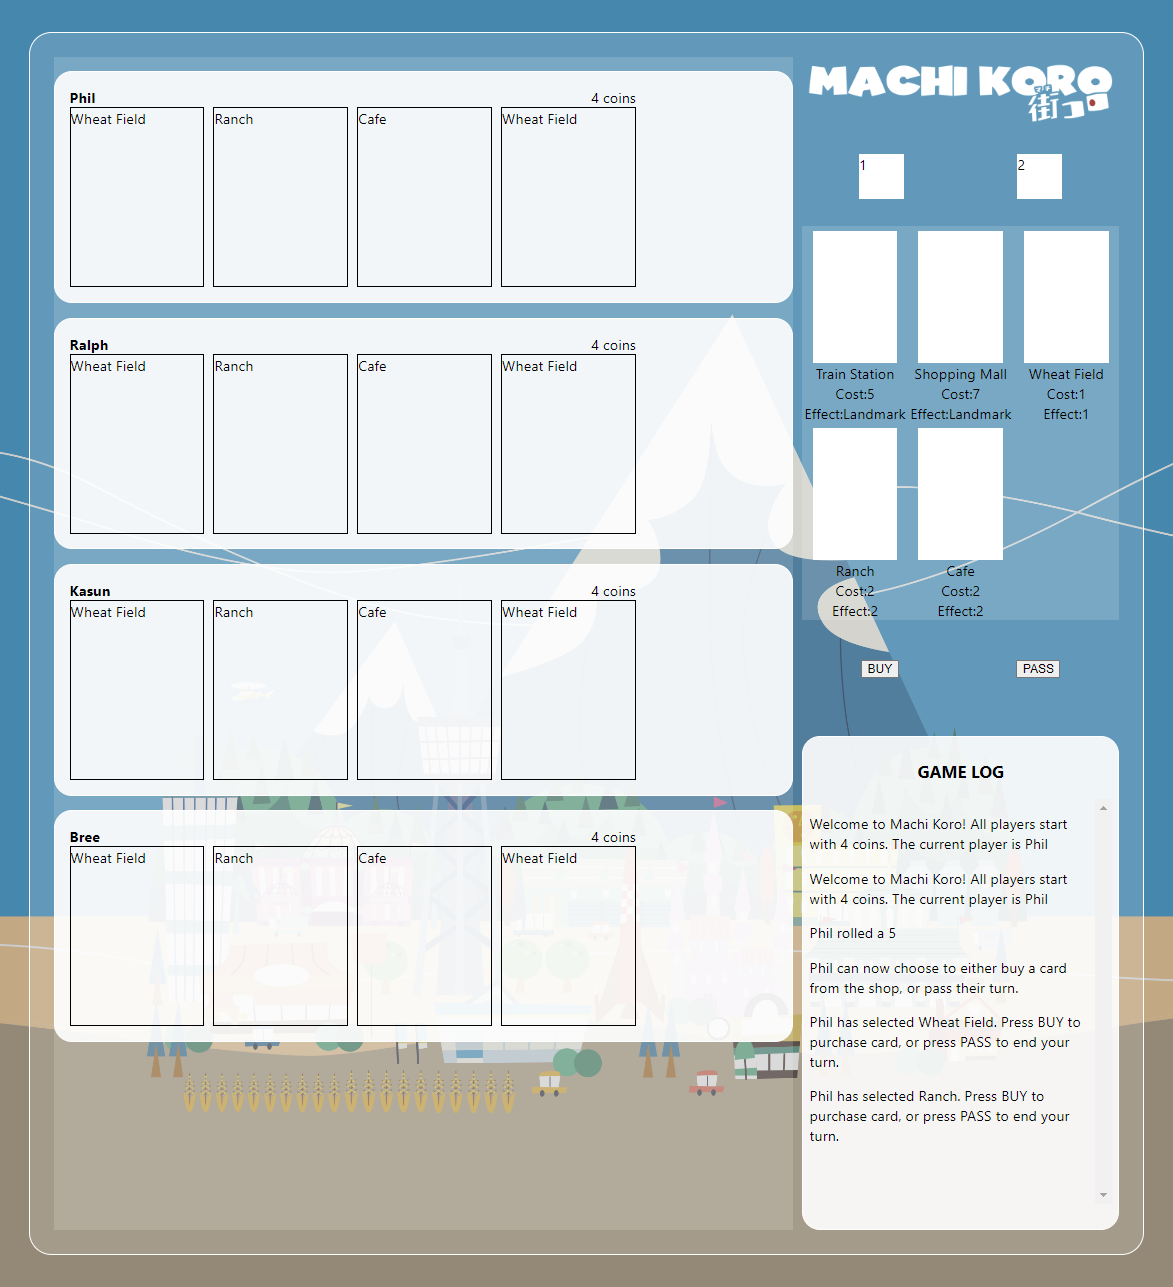 Phil 4 coins
Wheat Field Ranch Cafe Wheat Field
Ralph 4 coins
Wheat Field Ranch Cafe Wheat Field
Kasun 4 coins
Wheat Field Ranch Cafe Wheat Field
Bree 4 coins
Wheat Field Ranch Cafe Wheat Field
MACHI KORO
街コロ
1 2
Train Station Shopping Mall Wheat Field
Cost:5 Cost:7 Cost:1
Effect:Landmark Effect:Landmark Effect:1
Ranch Cafe
Cost:2 Cost:2
Effect:2 Effect:2
BUY PASS
GAME LOG
Welcome to Machi Koro! All players start
with 4 coins. The current player is Phil
Welcome to Machi Koro! All players start
with 4 coins. The current player is Phil
Phil rolled a 5
Phil can now choose to either buy a card
from the shop, or pass their turn.
Phil has selected Wheat Field. Press BUY to
purchase card, or press PASS to end your
turn.
Phil has selected Ranch. Press BUY to
purchase card, or press PASS to end your
turn.